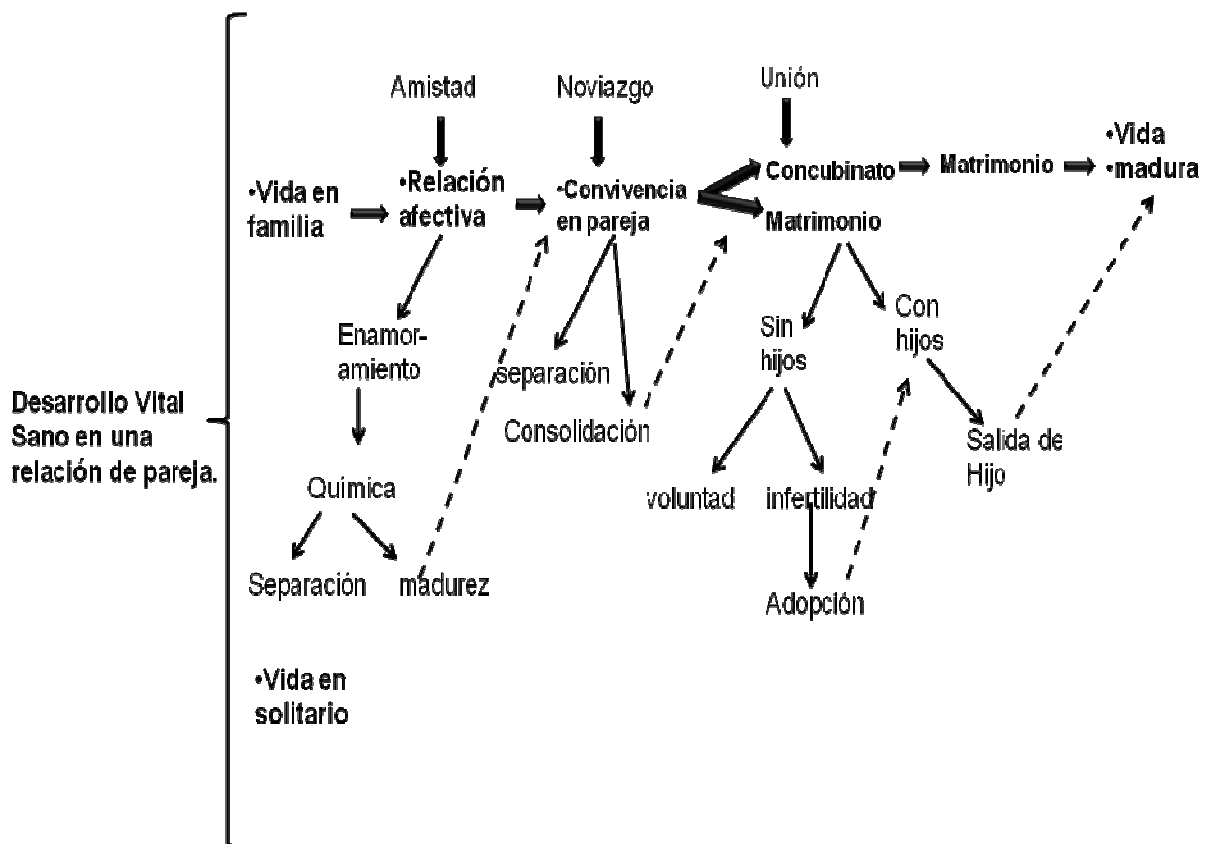 Amistad
Noviazgo
Unión
•Vida en
familia
•Relación
afectiva
•Convivencia
en pareja
Concubinato
Matrimonio
Matrimonio
•Vida
•madura
Enamor-
amiento
separación
Consolidación
Sin
hijos
Con
hijos
Desarrollo Vital
Sano en una
relación de pareja.
Química
voluntad
infertilidad
Salida de
Hijo
Separación
madurez
Adopción
•Vida en
solitario